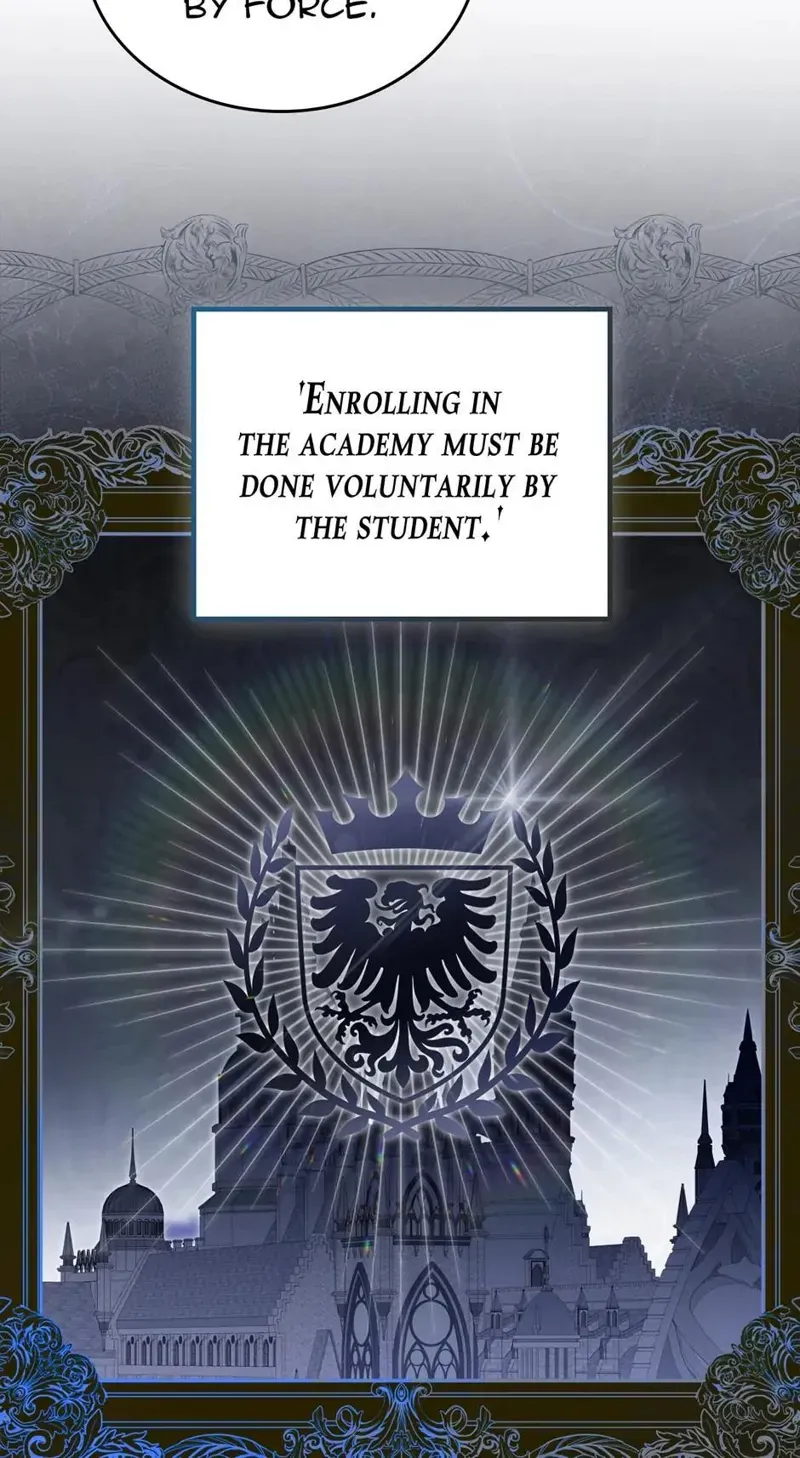 BY FORCE.
'ENROLLING IN
THE ACADEMY MUST BE
DONE VOLUNTARILY BY
THE STUDENT.'